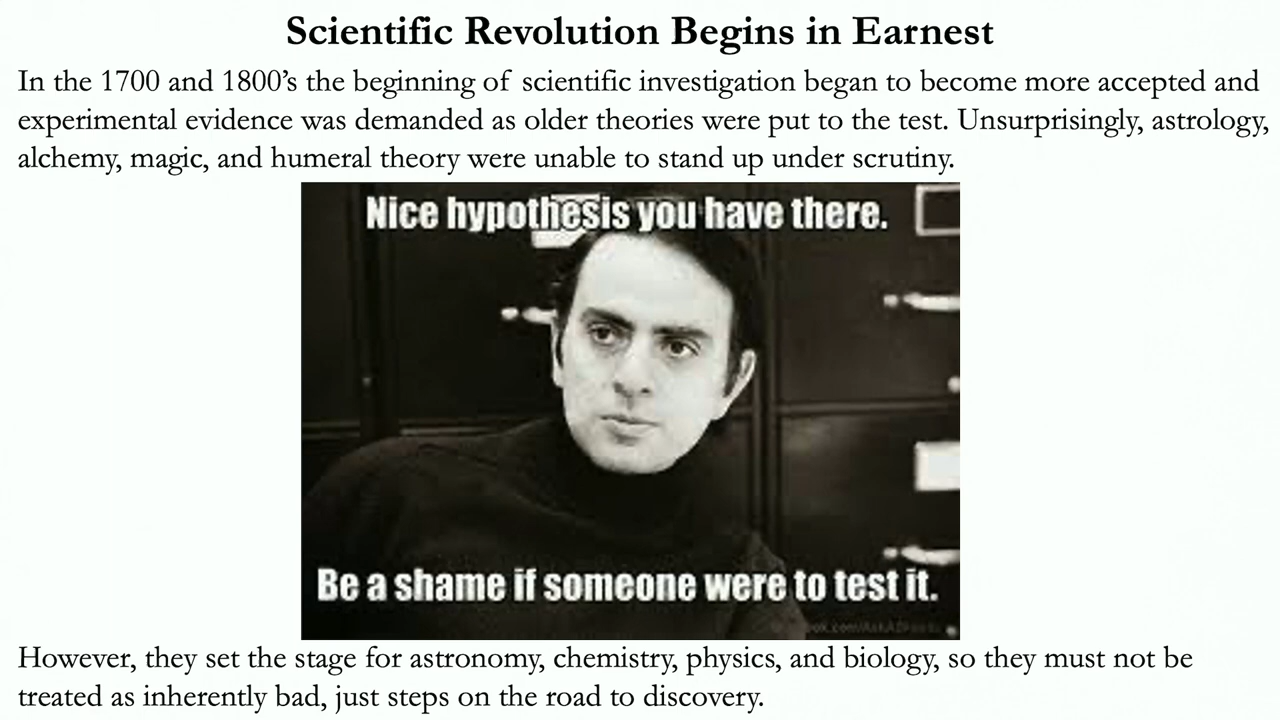 Scientific Revolution Begins in Earnest
In the 1700 and 1800’s the beginning of scientific investigation began to become more accepted and
experimental evidence was demanded as older theories were put to the test. Unsurprisingly, astrology,
alchemy, magic, and humeral theory were unable to stand up under scrutiny.
Nice hypothesis you have there.
Be a shame if someone were to test it.
However, they set the stage for astronomy, chemistry, physics, and biology, so they must not be
treated as inherently bad, just steps on the road to discovery.